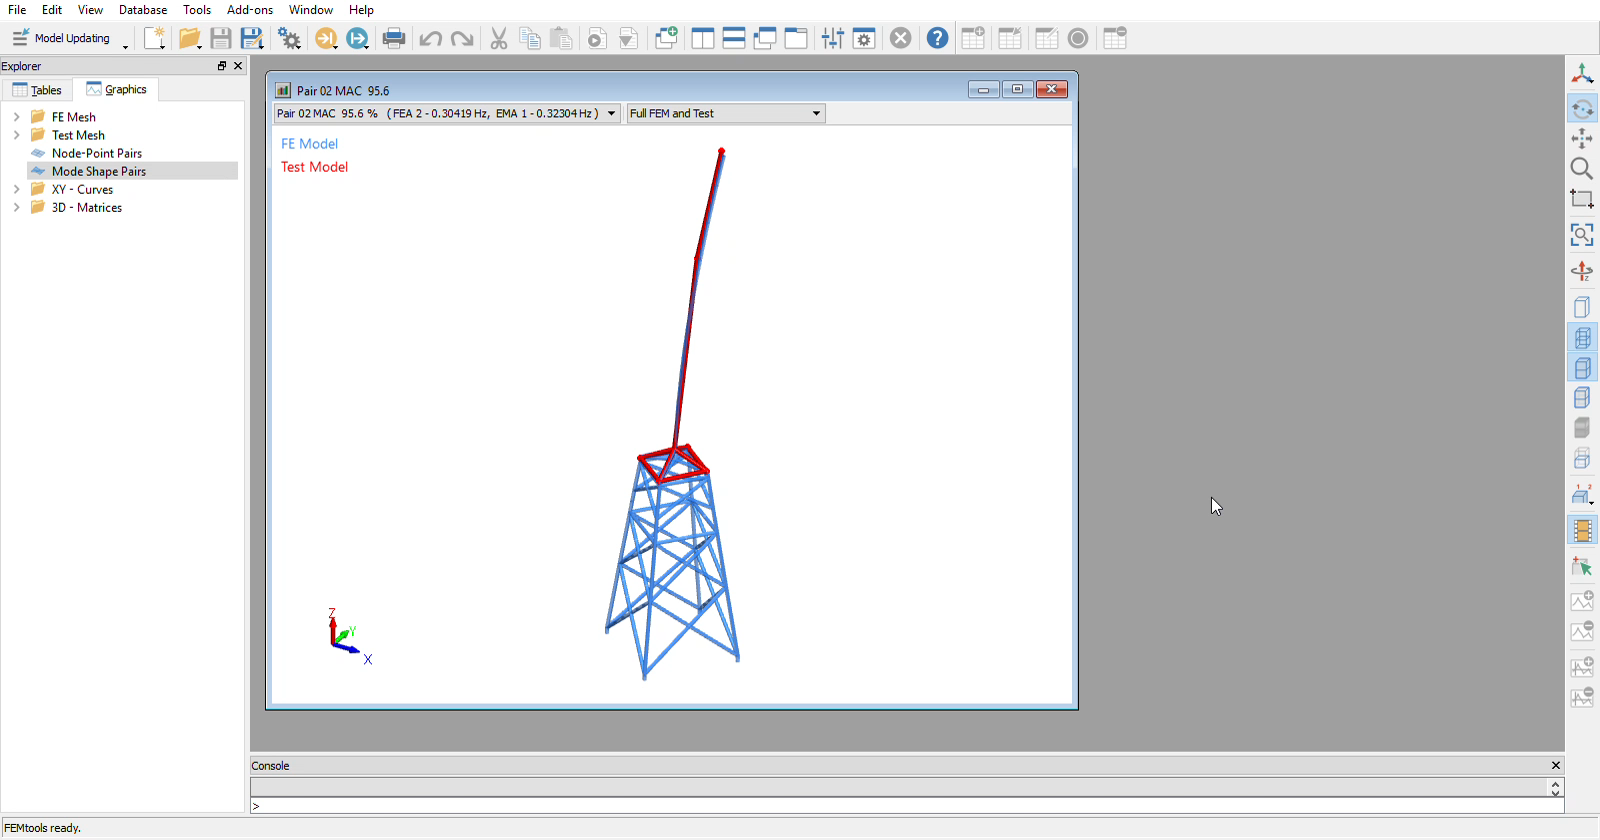 File Edit View Database Tools Add-ons Window Help
Model Updating
Explorer
Tables Graphics
FE Mesh
Test Mesh
Node-Point Pairs
Mode Shape Pairs
XY - Curves
3D - Matrices
Pair 02 MAC 95.6
Pair 02 MAC 95.6 % ( FEA 2 - 0.30419 Hz, EMA 1 - 0.32304 Hz ) Full FEM and Test
FE Model
Test Model
Z
Y
X
Z
1 2
Console
>
FEMtools ready.